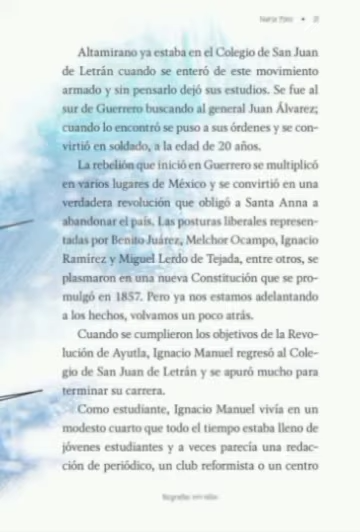 Altamirano ya estaba en el Colegio de San Juan
de Letrán cuando se enteró de este movimiento
armado y sin pensarlo dejó sus estudios. Se fue al
sur de Guerrero buscando al general Juan Álvarez;
cuando lo encontró se puso a sus órdenes y se con-
virtió en soldado, a la edad de 20 años.
La rebelión que inició en Guerrero se multiplicó
en varios lugares de México y se convirtió en una
verdadera revolución que obligó a Santa Anna a
abandonar el país. Las posturas liberales represen-
tadas por Benito Juárez, Melchor Ocampo, Ignacio
Ramírez y Miguel Lerdo de Tejada, entre otros, se
plasmaron en una nueva Constitución que se pro-
mulgó en 1857. Pero ya nos estamos adelantando
a los hechos, volvamos un poco atrás.
Cuando se cumplieron los objetivos de la Revo-
lución de Ayutla, Ignacio Manuel regresó al Cole-
gio de San Juan de Letrán y se apuró mucho para
terminar su carrera.
Como estudiante, Ignacio Manuel vivía en un
modesto cuarto que todo el tiempo estaba lleno de
jóvenes estudiantes y a veces parecía una redac-
ción de periódico, un club reformista o un centro